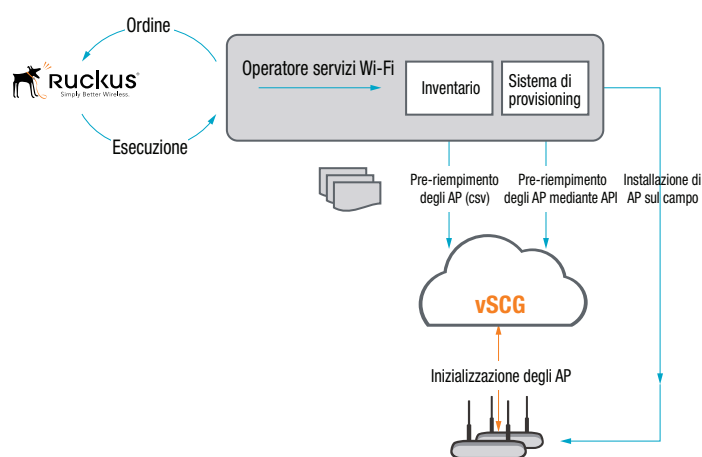 Ordine
Ruckus
Simply Better Wireless.
Esecuzione
Operatore servizi Wi-Fi
Inventario
Sistema di
provisioning
Pre-riempimento
degli AP (csv)
Pre-riempimento
degli AP mediante API
Installazione di
AP sul campo
vSCG
Inizializzazione degli AP